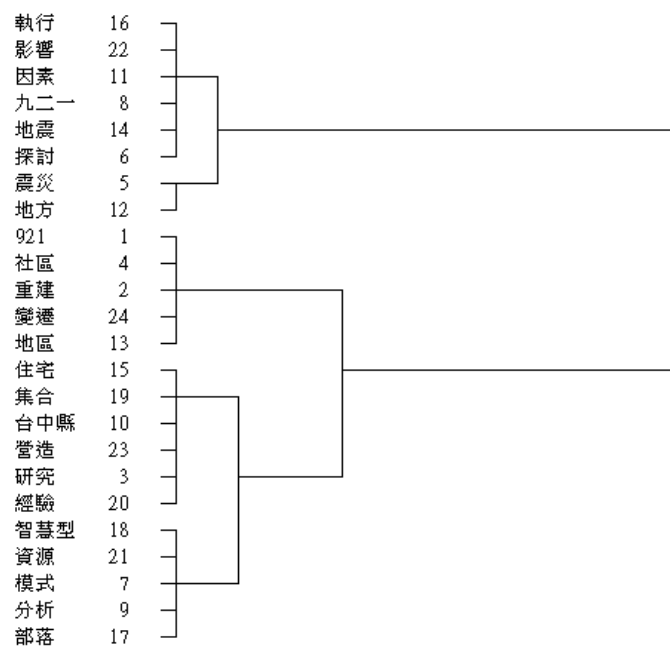 執行 16
影響 22
因素 11
九二一 8
地震 14
探討 6
震災 5
地方 12
921 1
社區 4
重建 2
變遷 24
地區 13
住宅 15
集合 19
台中縣 10
營造 23
研究 3
經驗 20
智慧型 18
資源 21
模式 7
分析 9
部落 17